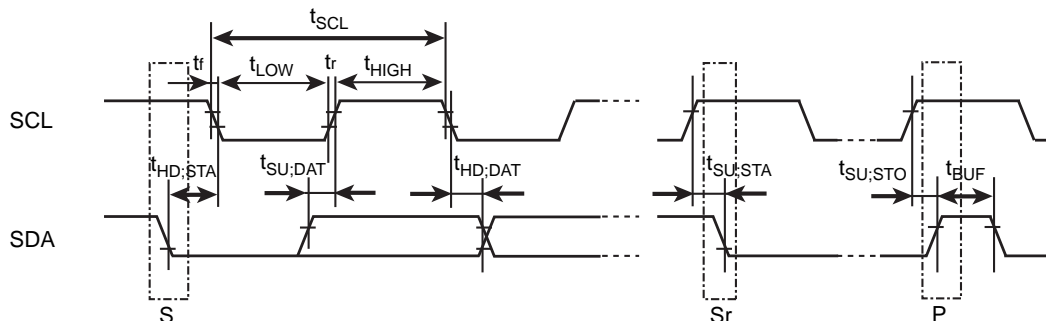 tSCL
tf tLOW tr tHIGH
SCL
tHD;STA tSU;DAT tHD;DAT tSU;STA tSU;STO tBUF
SDA
S Sr P